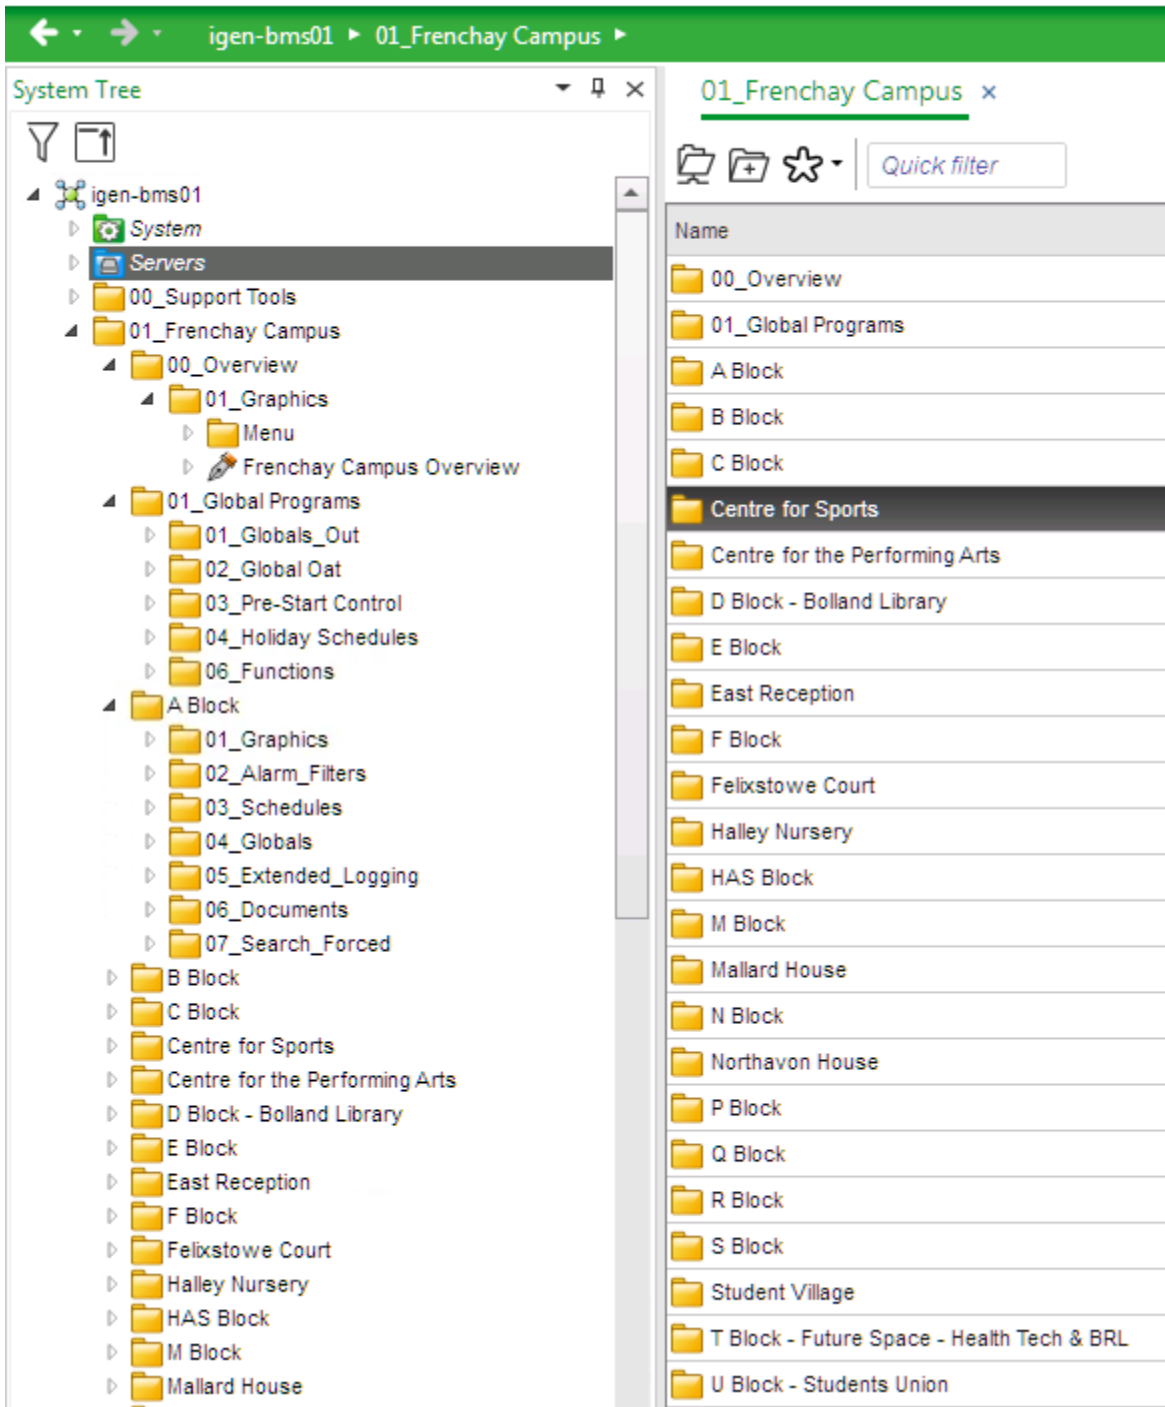 igen-bms01 ▸ 01_Frenchay Campus ▸
System Tree
igen-bms01
System
Servers
00_Support Tools
01_Frenchay Campus
00_Overview
01_Graphics
Menu
Frenchay Campus Overview
01_Global Programs
01_Globals_Out
02_Global Oat
03_Pre-Start Control
04_Holiday Schedules
06_Functions
A Block
01_Graphics
02_Alarm_Filters
03_Schedules
04_Globals
05_Extended_Logging
06_Documents
07_Search_Forced
B Block
C Block
Centre for Sports
Centre for the Performing Arts
D Block - Bolland Library
E Block
East Reception
F Block
Felixstowe Court
Halley Nursery
HAS Block
M Block
Mallard House
01_Frenchay Campus ×
Quick filter
Name
00_Overview
01_Global Programs
A Block
B Block
C Block
Centre for Sports
Centre for the Performing Arts
D Block - Bolland Library
E Block
East Reception
F Block
Felixstowe Court
Halley Nursery
HAS Block
M Block
Mallard House
N Block
Northavon House
P Block
Q Block
R Block
S Block
Student Village
T Block - Future Space - Health Tech & BRL
U Block - Students Union